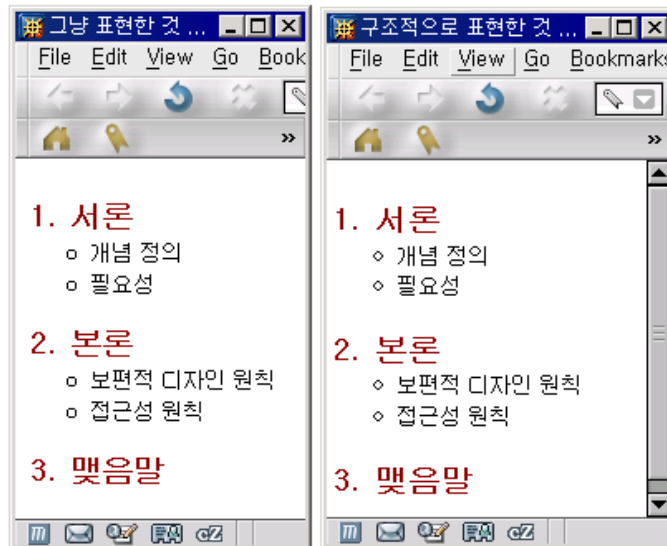 그냥 표현한 것 ...
File Edit View Go Book
»
1. 서론
개념 정의
필요성
2. 본론
보편적 디자인 원칙
접근성 원칙
3. 맺음말
구조적으로 표현한 것 ...
File Edit View Go Bookmarks
»
1. 서론
개념 정의
필요성
2. 본론
보편적 디자인 원칙
접근성 원칙
3. 맺음말